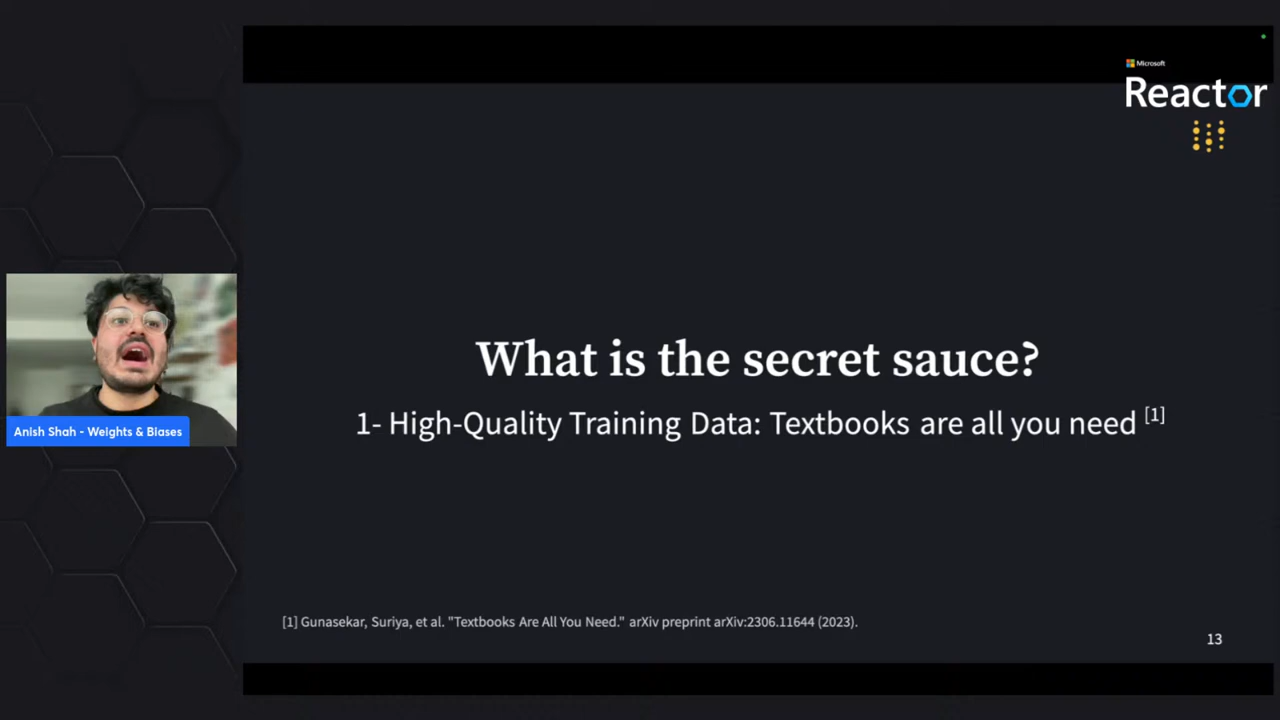 Microsoft
Reactor
What is the secret sauce?
1- High-Quality Training Data: Textbooks are all you need [1]
Anish Shah - Weights & Biases
[1] Gunasekar, Suriya, et al. "Textbooks Are All You Need." arXiv preprint arXiv:2306.11644 (2023).
13